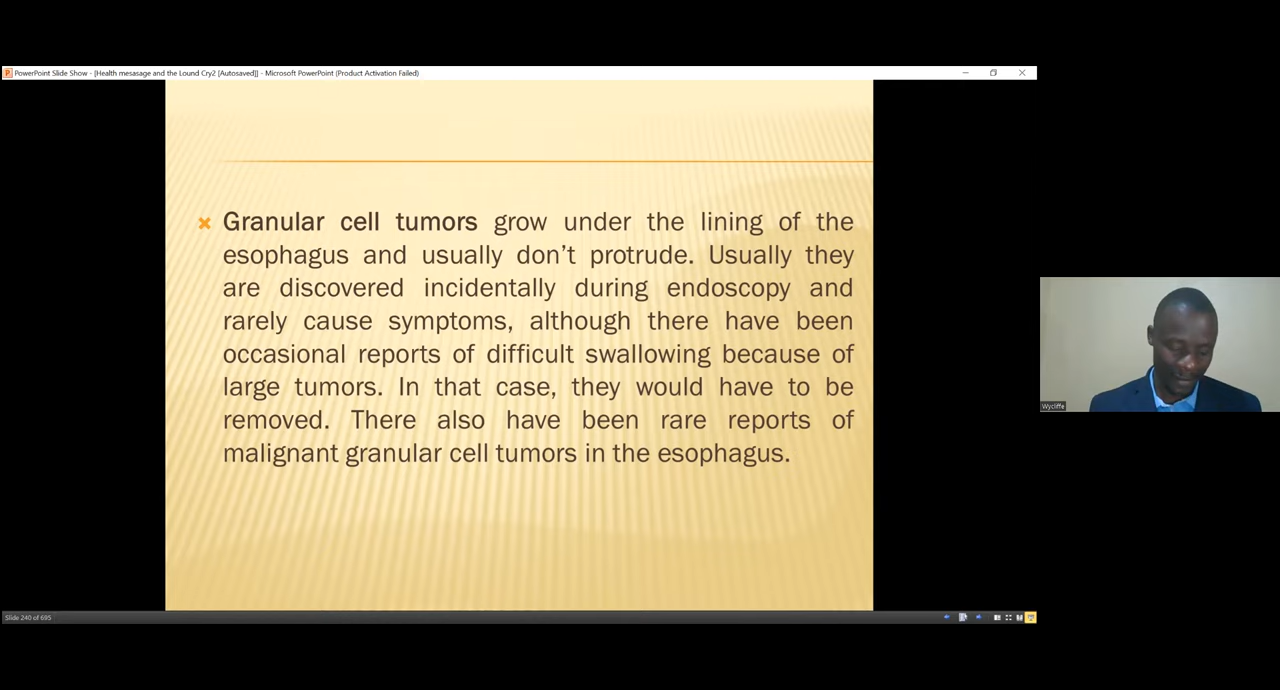 PowerPoint Slide Show - [Health mesasage and the Lound Cry2 [Autosaved]] - Microsoft PowerPoint (Product Activation Failed)
Granular cell tumors grow under the lining of the
esophagus and usually don’t protrude. Usually they
are discovered incidentally during endoscopy and
rarely cause symptoms, although there have been
occasional reports of difficult swallowing because of
large tumors. In that case, they would have to be
removed. There also have been rare reports of
malignant granular cell tumors in the esophagus.
Wycliffe
Slide 240 of 695